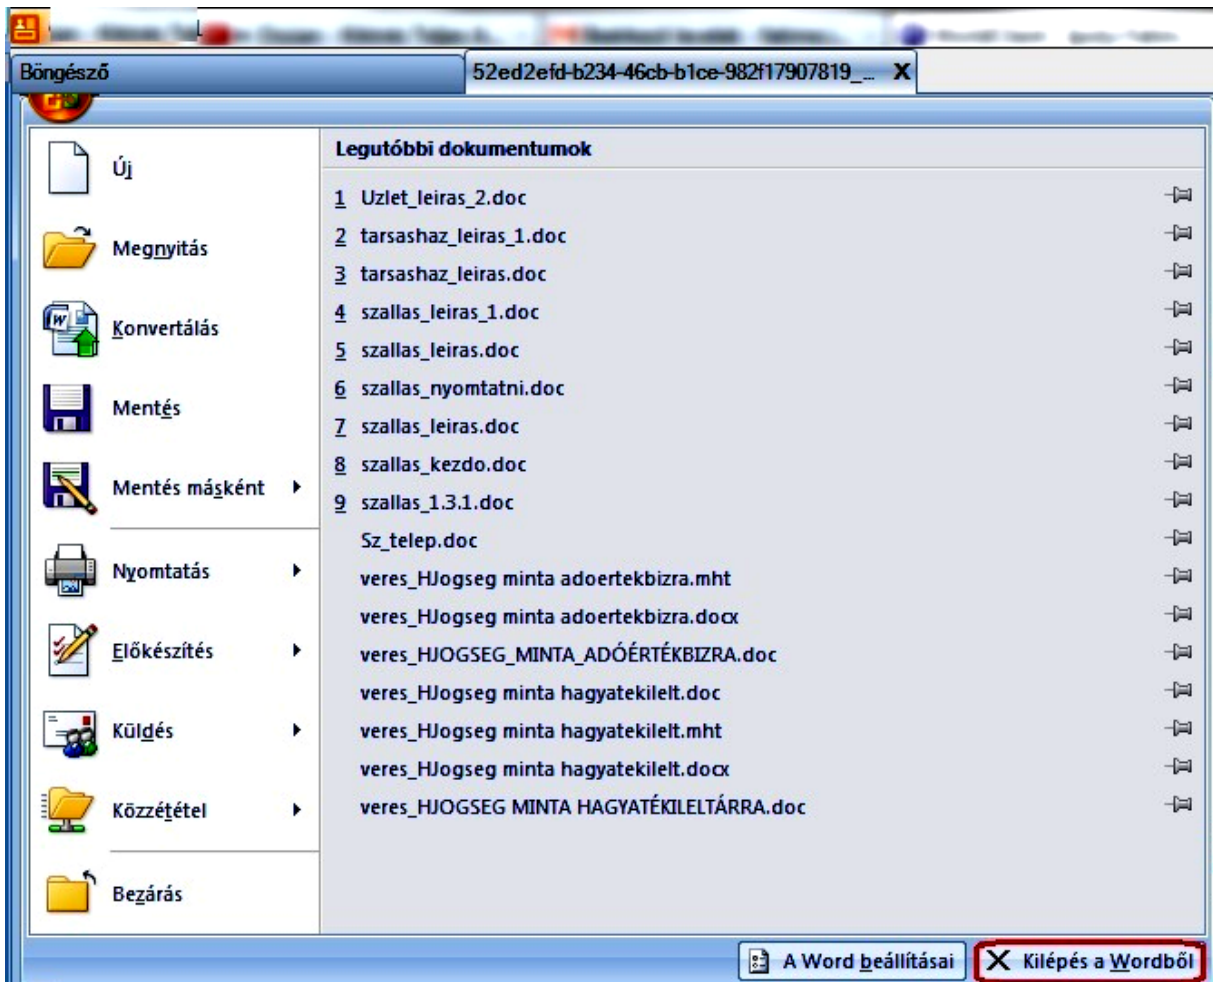 Böngésző
52ed2efd-b234-46cb-b1ce-982f17907819_... X
Új
Megnyitás
Konvertálás
Mentés
Mentés másként
Nyomtatás
Előkészítés
Küldés
Közzététel
Bezárás
Legutóbbi dokumentumok
1 Uzlet_leiras_2.doc
2 tarsashaz_leiras_1.doc
3 tarsashaz_leiras.doc
4 szallas_leiras_1.doc
5 szallas_leiras.doc
6 szallas_nyomtatni.doc
7 szallas_leiras.doc
8 szallas_kezdo.doc
9 szallas_1.3.1.doc
Sz_telep.doc
veres_HJogseg minta adoertekbizra.mht
veres_HJogseg minta adoertekbizra.docx
veres_HJOGSEG_MINTA_ADÓÉRTÉKBIZRA.doc
veres_HJogseg minta hagyatekilelt.doc
veres_HJogseg minta hagyatekilelt.mht
veres_HJogseg minta hagyatekilelt.docx
veres_HJOGSEG MINTA HAGYATÉKILELTÁRRA.doc
A Word beállításai
Kilépés a Wordből